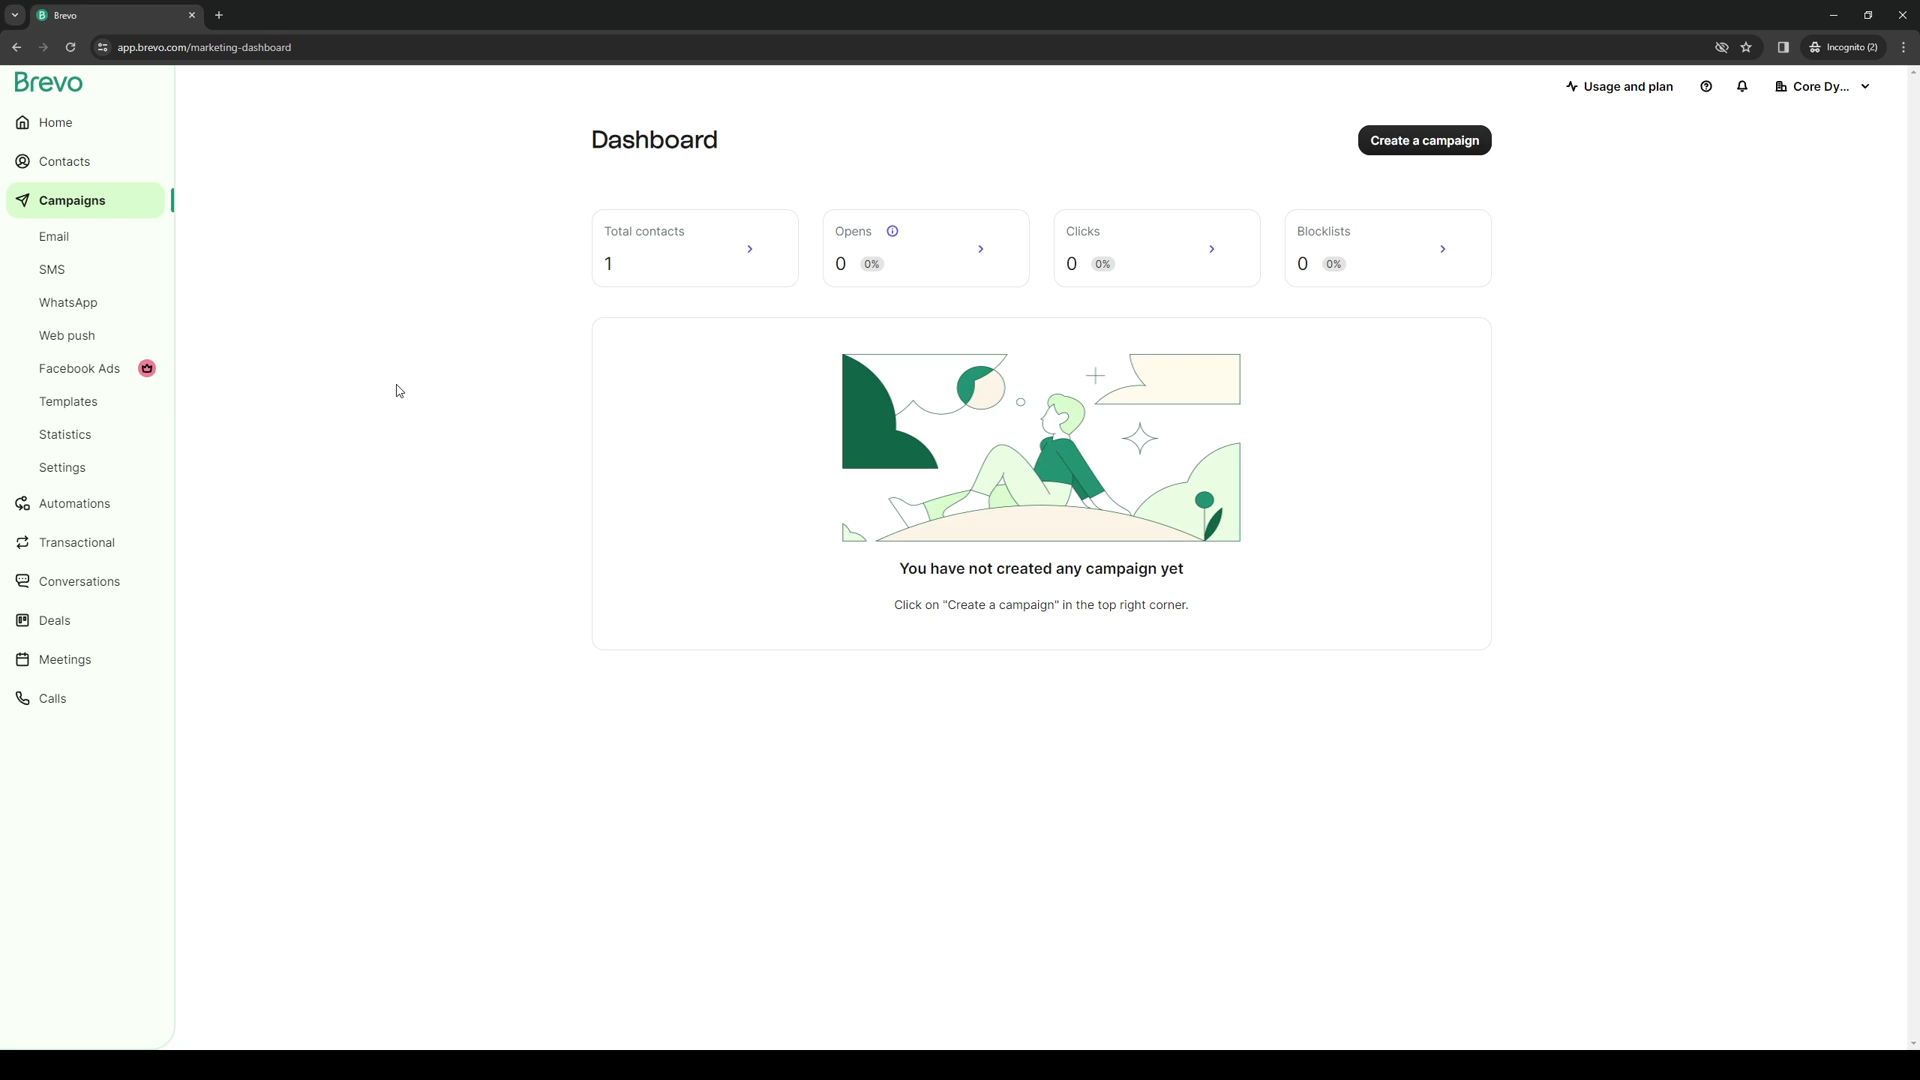 Brevo
app.brevo.com/marketing-dashboard
Incognito (2)
Brevo
Usage and plan
Core Dy...
Home
Contacts
Campaigns
Email
SMS
WhatsApp
Web push
Facebook Ads
Templates
Statistics
Settings
Automations
Transactional
Conversations
Deals
Meetings
Calls
Dashboard
Create a campaign
Total contacts
1
Opens
0 0%
Clicks
0 0%
Blocklists
0 0%
You have not created any campaign yet
Click on "Create a campaign" in the top right corner.